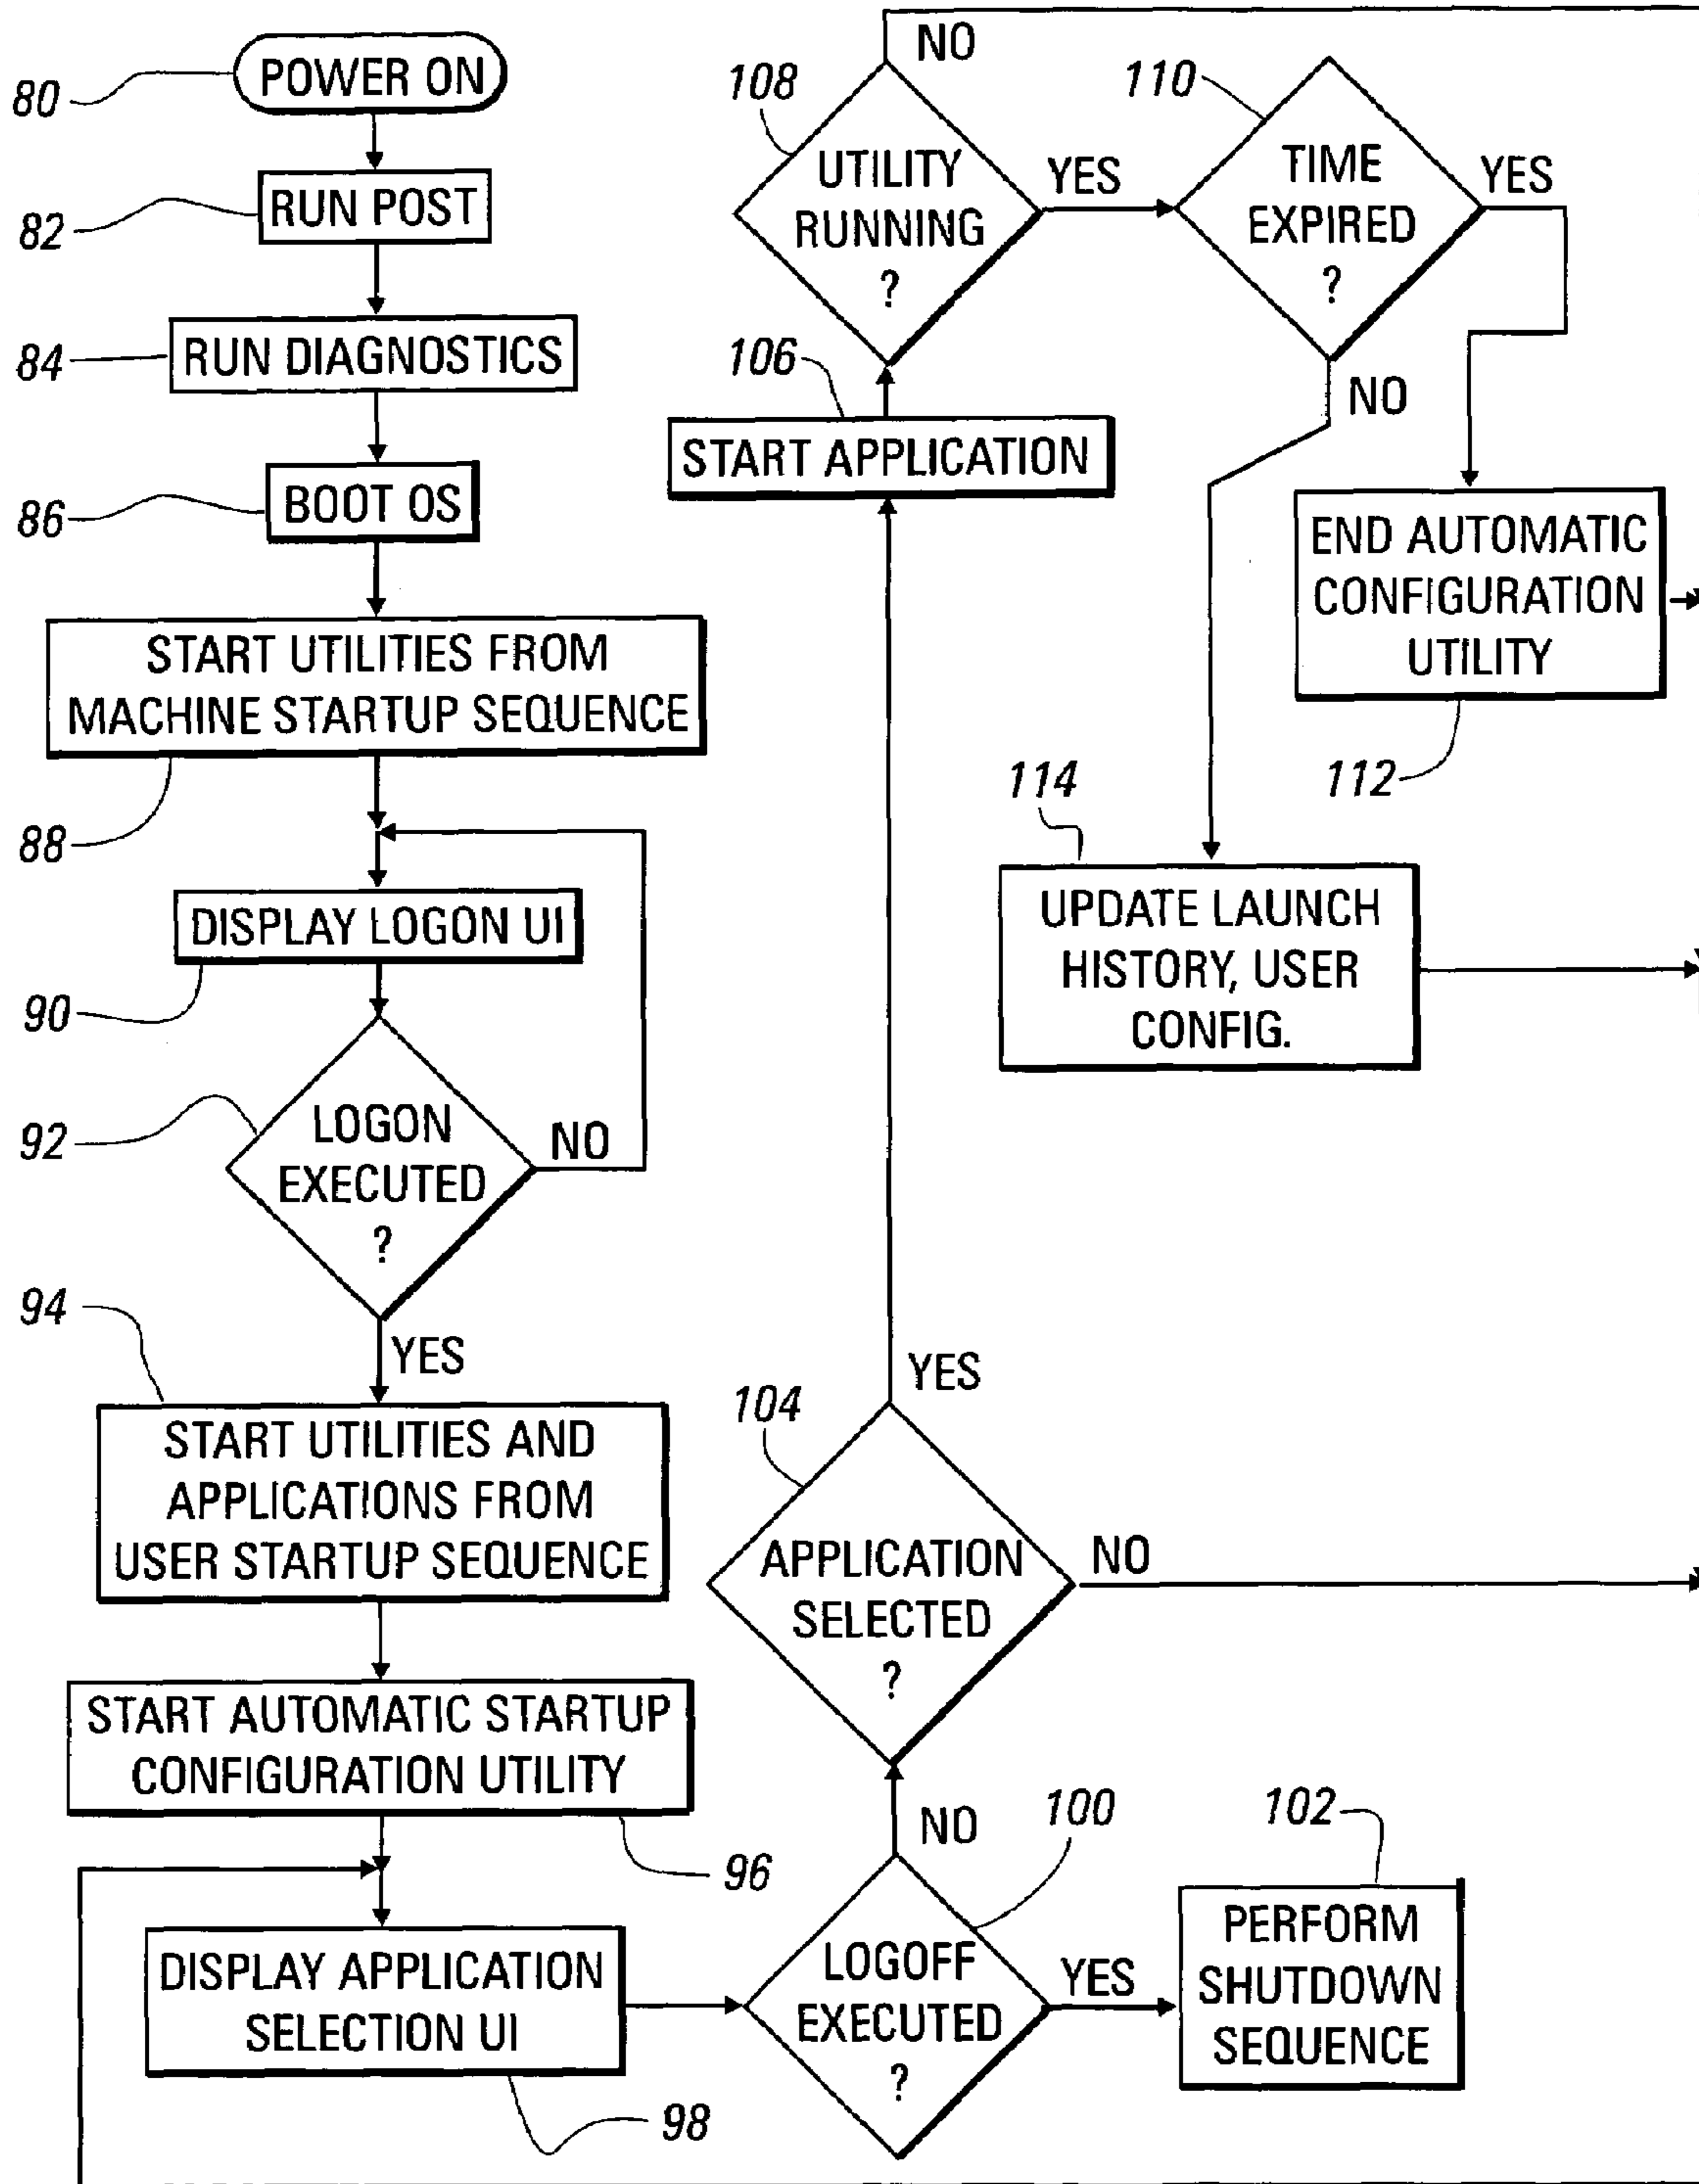 80
POWER ON
82
RUN POST
84
RUN DIAGNOSTICS
86
BOOT OS
START UTILITIES FROM
MACHINE STARTUP SEQUENCE
88
DISPLAY LOGON UI
90
92
LOGON
EXECUTED
?
NO
YES
94
START UTILITIES AND
APPLICATIONS FROM
USER STARTUP SEQUENCE
START AUTOMATIC STARTUP
CONFIGURATION UTILITY
96
DISPLAY APPLICATION
SELECTION UI
98
100
LOGOFF
EXECUTED
?
YES
NO
102
PERFORM
SHUTDOWN
SEQUENCE
104
APPLICATION
SELECTED
?
NO
YES
106
START APPLICATION
108
UTILITY
RUNNING
?
NO
YES
110
TIME
EXPIRED
?
YES
NO
END AUTOMATIC
CONFIGURATION
UTILITY
112
114
UPDATE LAUNCH
HISTORY, USER
CONFIG.